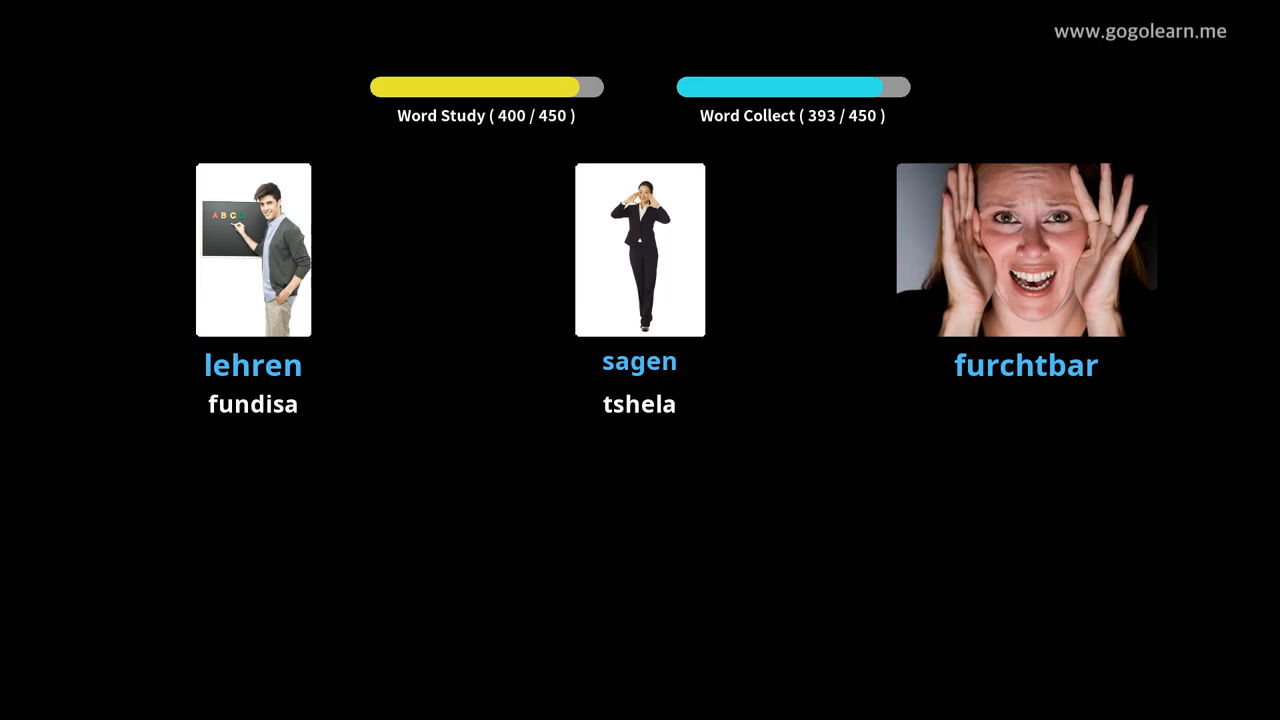 www.gogolearn.me
Word Study ( 400 / 450 )
Word Collect ( 393 / 450 )
A B C D
lehren
sagen
furchtbar
fundisa
tshela